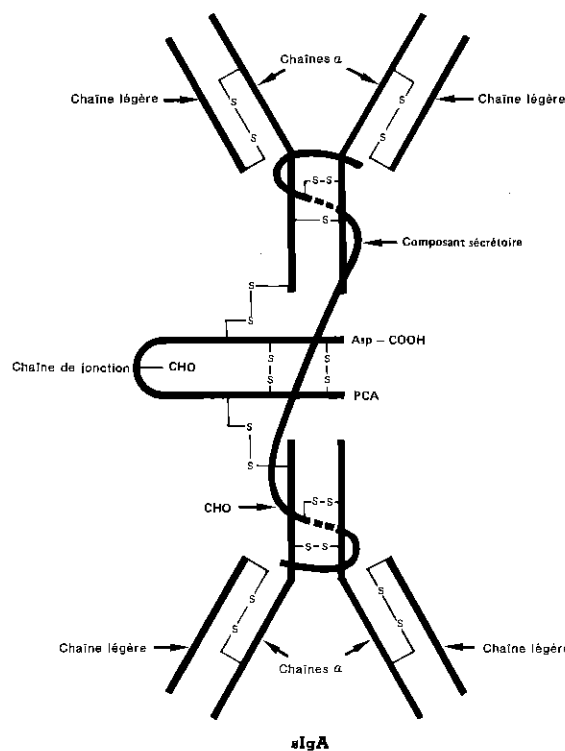 Chaînes a
Chaîne légère
Chaîne légère
S
S
S
S
S-S
S
Composant sécrétoire
S
S
S
Asp – COOH
S
S
S
S
Chaîne de jonction
CHO
PCA
S
S
S
CHO
S-S
S-S
S
S
S
S
Chaîne légère
Chaînes a
Chaîne légère
sIgA